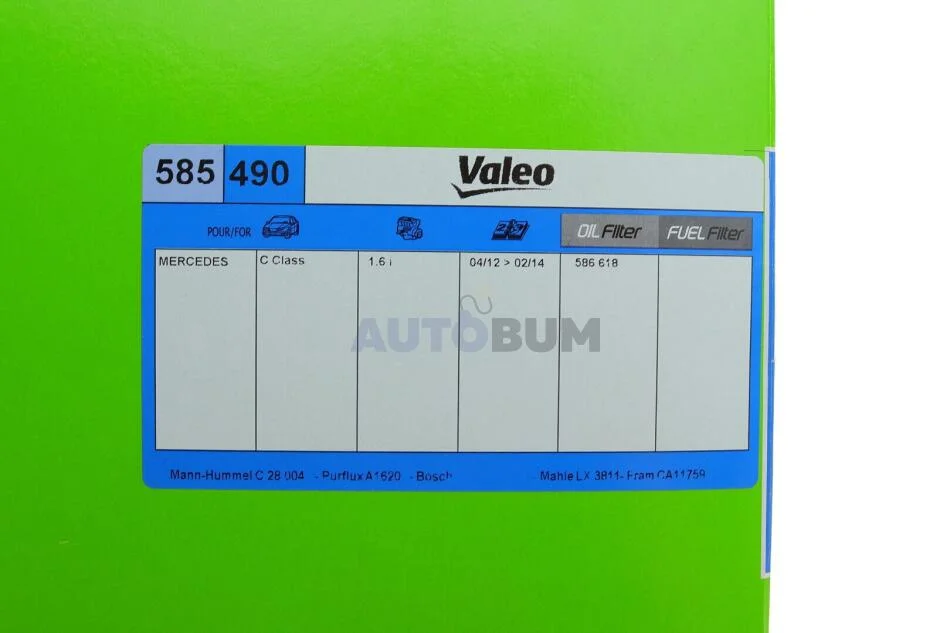 585 490 Valeo
POUR/FOR OIL Filter FUEL Filter
MERCEDES C Class 1.6 i 04/12 > 02/14 586 618
AUTOBUM
Mann-Hummel C 28 004 - Purflux A1620 - Bosch - Mahle LX 3811- Fram CA11759